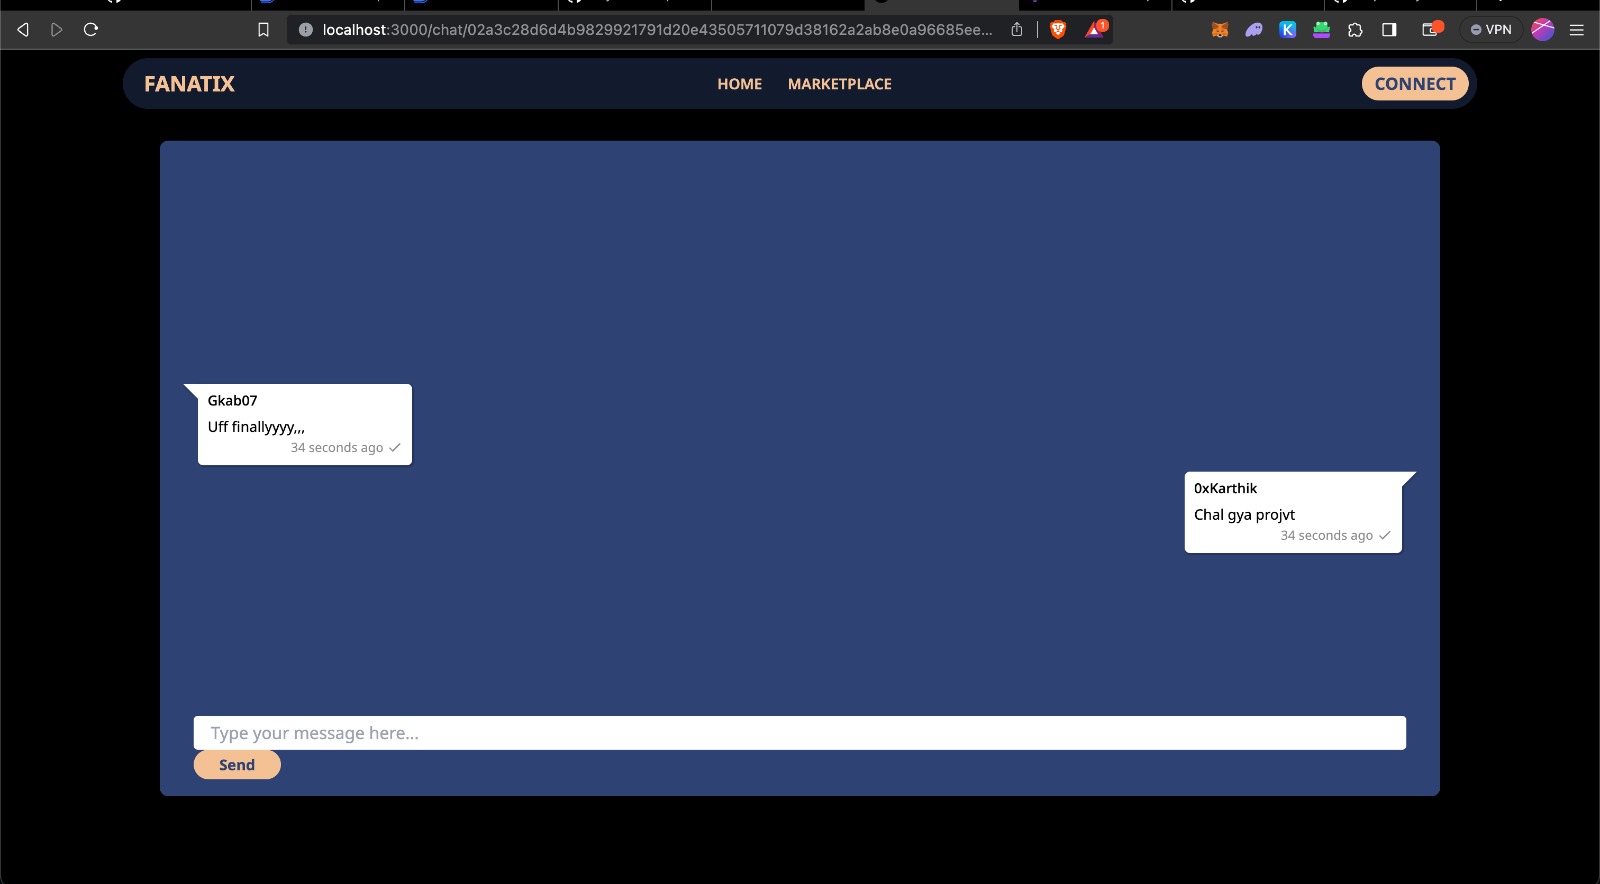 localhost:3000/chat/02a3c28d6d4b9829921791d20e43505711079d38162a2ab8e0a96685ee...
1
K
VPN
FANATIX
HOME MARKETPLACE
CONNECT
Gkab07
Uff finallyyyy,,,
34 seconds ago
0xKarthik
Chal gya projvt
34 seconds ago
Type your message here...
Send